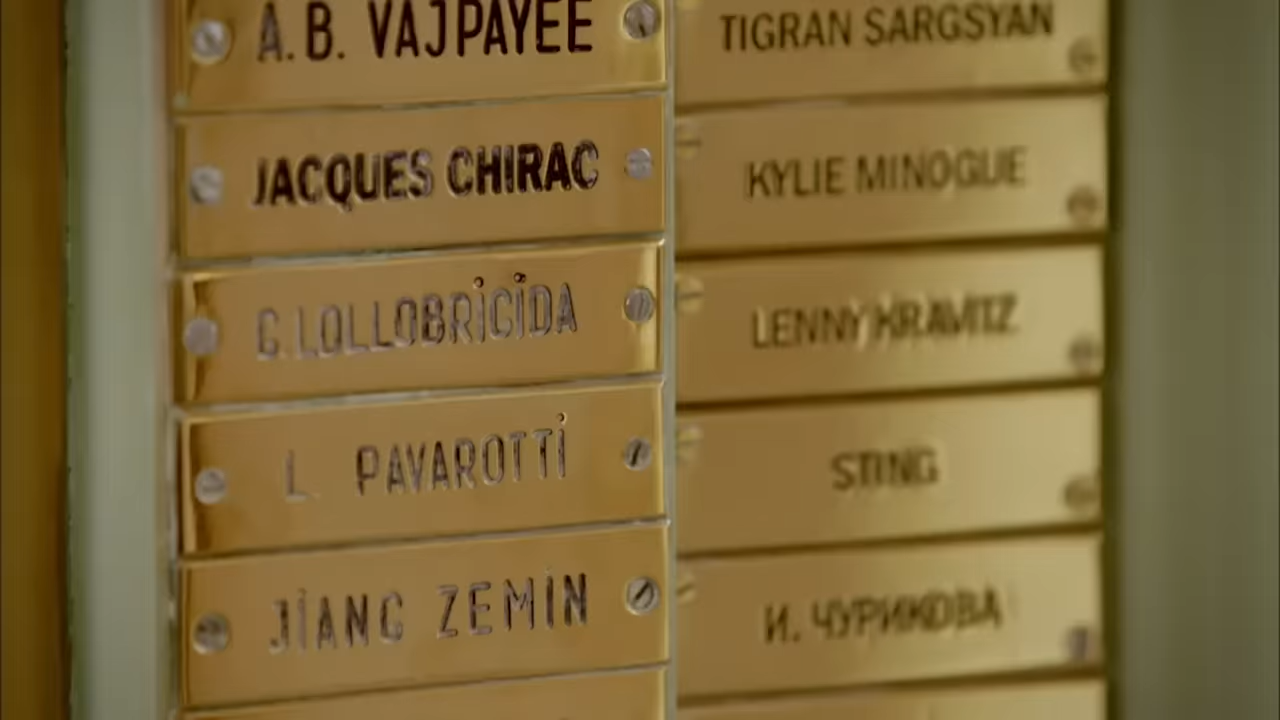 A.B. VAJPAYEE
JACQUES CHIRAC
G. LOLLOBRIGIDA
L. PAVAROTTI
JIANG ZEMIN
TIGRAN SARGSYAN
KYLIE MINOGUE
LENNY KRAVITZ
STING
И. ЧУРИКОВА